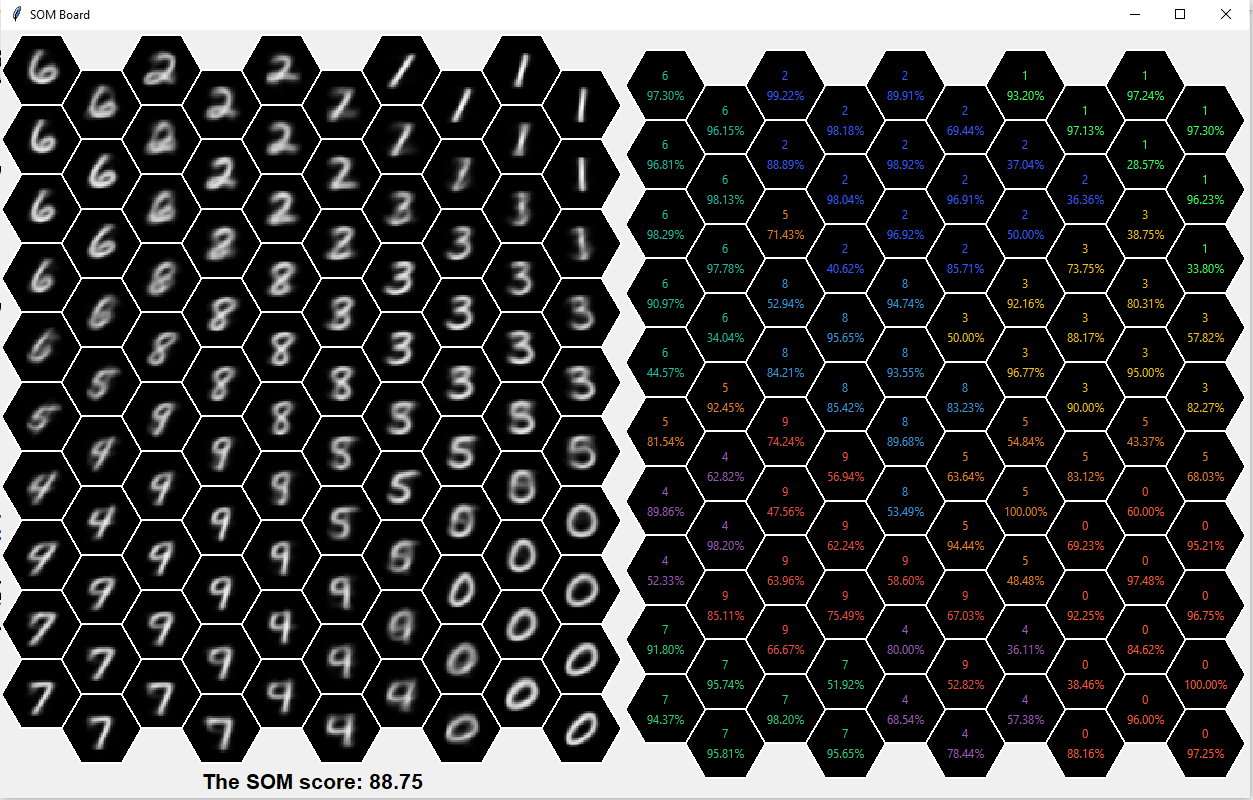 SOM Board
6 2 2 1 1
97.30% 99.22% 89.91% 93.20% 97.24%
6 2 2 1 1
96.15% 98.18% 69.44% 97.13% 97.30%
6 2 2 2 1
96.81% 88.89% 98.92% 37.04% 28.57%
6 2 2 2 1
98.13% 98.04% 96.91% 36.36% 96.23%
6 5 2 2 3
98.29% 71.43% 96.92% 50.00% 38.75%
6 2 2 3 1
97.78% 40.62% 85.71% 73.75% 33.80%
6 8 8 3 3
90.97% 52.94% 94.74% 92.16% 80.31%
6 8 3 3 3
34.04% 95.65% 50.00% 88.17% 57.82%
6 8 8 3 3
44.57% 84.21% 93.55% 96.77% 95.00%
5 8 8 3 3
92.45% 85.42% 83.23% 90.00% 82.27%
5 9 8 5 5
81.54% 74.24% 89.68% 54.84% 43.37%
4 9 5 5 5
62.82% 56.94% 63.64% 83.12% 68.03%
4 9 8 5 0
89.86% 47.56% 53.49% 100.00% 60.00%
4 9 5 0 0
98.20% 62.24% 94.44% 69.23% 95.21%
4 9 9 5 0
52.33% 63.96% 58.60% 48.48% 97.48%
9 9 9 0 0
85.11% 75.49% 67.03% 92.25% 96.75%
7 9 4 4 0
91.80% 66.67% 80.00% 36.11% 84.62%
7 7 9 0 0
95.74% 51.92% 52.82% 38.46% 100.00%
7 7 4 4 0
94.37% 98.20% 68.54% 57.38% 96.00%
7 7 4 0 0
95.81% 95.65% 78.44% 88.16% 97.25%
The SOM score: 88.75